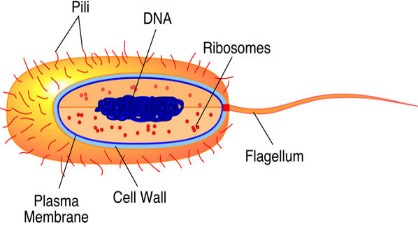 Pili
DNA
Ribosomes
Flagellum
Cell Wall
Plasma
Membrane